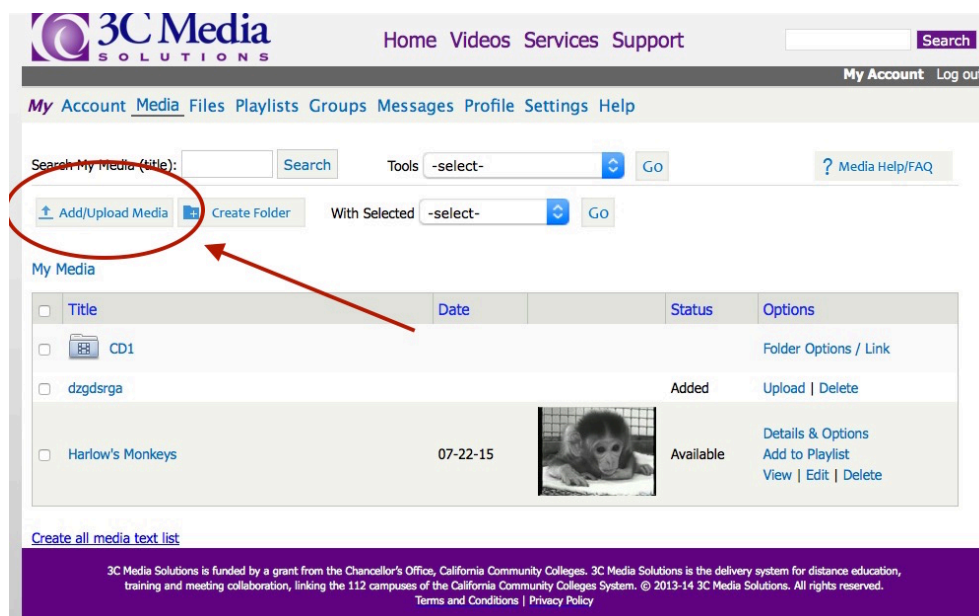 3C Media
SOLUTIONS
Home Videos Services Support
Search
My Account Log ou
My Account Media Files Playlists Groups Messages Profile Settings Help
Search My Media (title): Search Tools -select- Go ? Media Help/FAQ
Add/Upload Media Create Folder With Selected -select- Go
My Media
Title Date Status Options
CD1 Folder Options / Link
dzgdsrga Added Upload | Delete
Harlow's Monkeys 07-22-15 Available Details & Options
Add to Playlist
View | Edit | Delete
Create all media text list
3C Media Solutions is funded by a grant from the Chancellor's Office, California Community Colleges. 3C Media Solutions is the delivery system for distance education,
training and meeting collaboration, linking the 112 campuses of the California Community Colleges System. © 2013-14 3C Media Solutions. All rights reserved.
Terms and Conditions | Privacy Policy